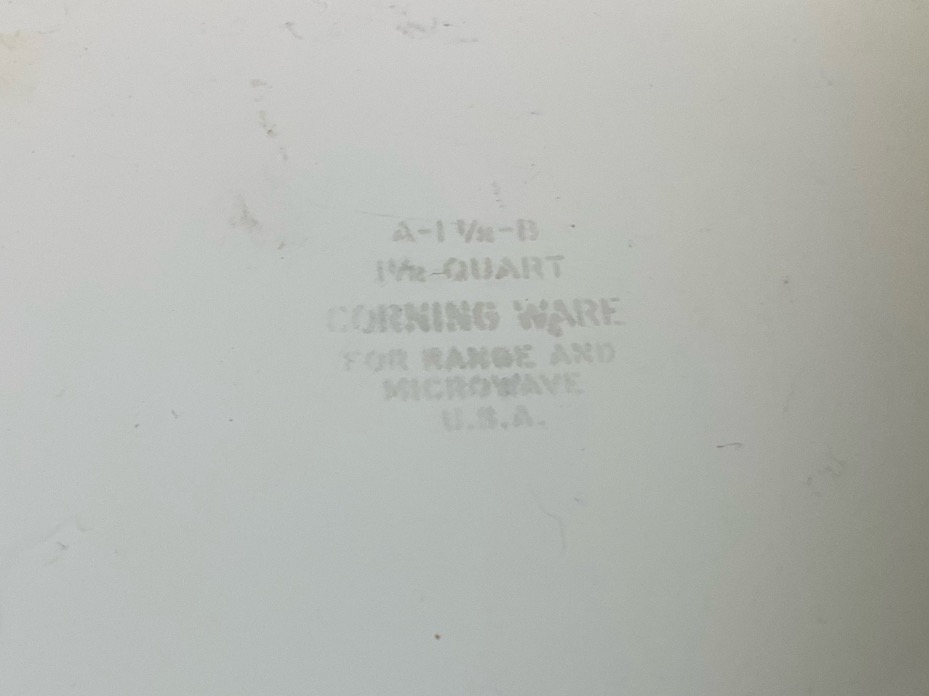 A-1 1/2-B
1 1/2-QUART
CORNING WARE
FOR RANGE AND
MICROWAVE
U.S.A.